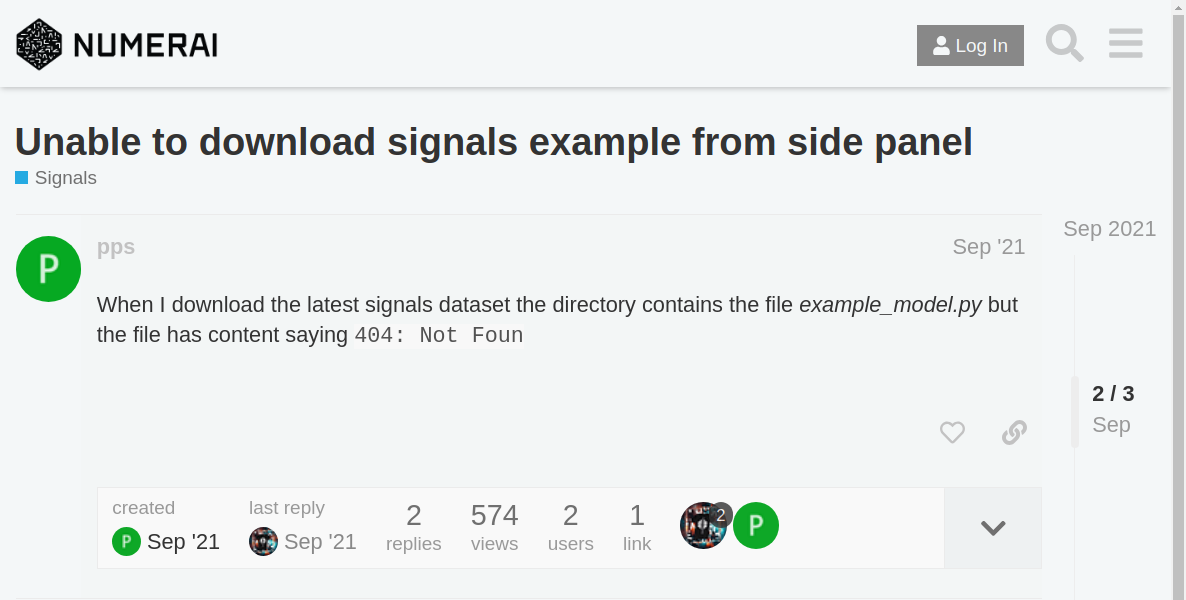 NUMERAI
Log In
Unable to download signals example from side panel
Signals
P
pps
Sep '21
Sep 2021
When I download the latest signals dataset the directory contains the file example_model.py but
the file has content saying 404: Not Foun
2 / 3
Sep
created
P Sep '21
last reply
Sep '21
2
replies
574
views
2
users
1
link
2
P